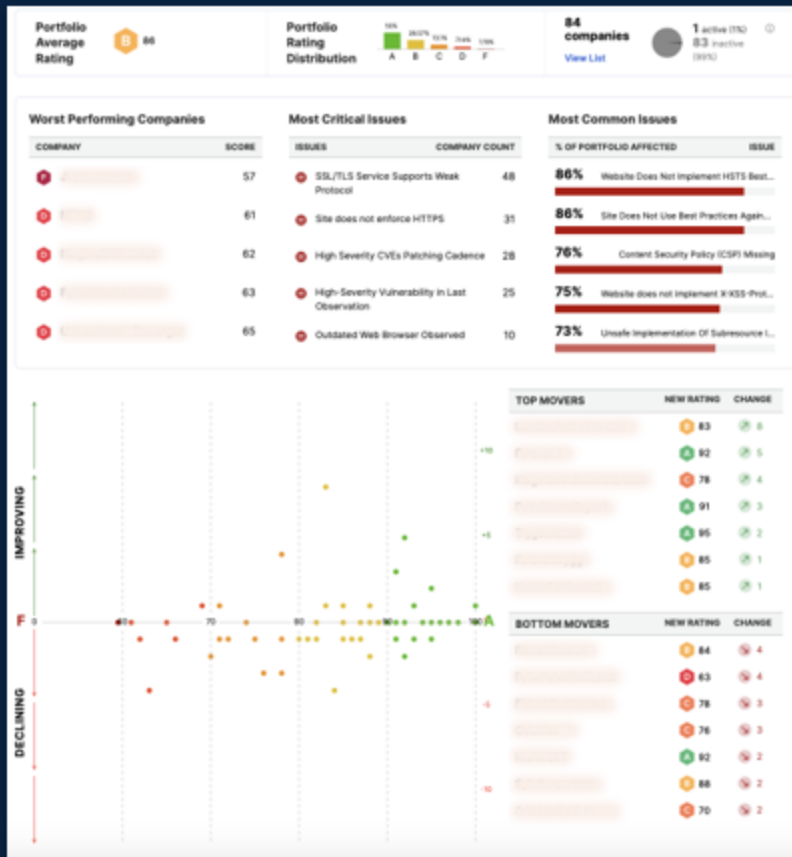 Portfolio
Average
Rating
B 86
Portfolio
Rating
Distribution
A B C D F
84
companies
View List
1 active (1%)
83 inactive
(99%)
Worst Performing Companies
COMPANY SCORE
F 57
D 61
D 62
D 63
D 65
Most Critical Issues
ISSUES COMPANY COUNT
SSL/TLS Service Supports Weak 48
Protocol
Site does not enforce HTTPS 31
High Severity CVEs Patching Cadence 28
High-Severity Vulnerability in Last 25
Observation
Outdated Web Browser Observed 10
Most Common Issues
% OF PORTFOLIO AFFECTED ISSUE
86% Website Does Not Implement HSTS Best...
86% Site Does Not Use Best Practices Again...
76% Content Security Policy (CSP) Missing
75% Website does not implement X-XSS-Prot...
73% Unsafe Implementation Of Subresource I...
IMPROVING
DECLINING
+10
+5
F 0 60 70 80 90 100 A
-5
-10
TOP MOVERS NEW RATING CHANGE
B 83 8
A 92 5
C 78 4
A 91 3
A 95 2
B 85 1
B 85 1
BOTTOM MOVERS NEW RATING CHANGE
B 84 4
D 63 4
C 78 3
C 76 3
A 92 2
B 88 2
C 70 2